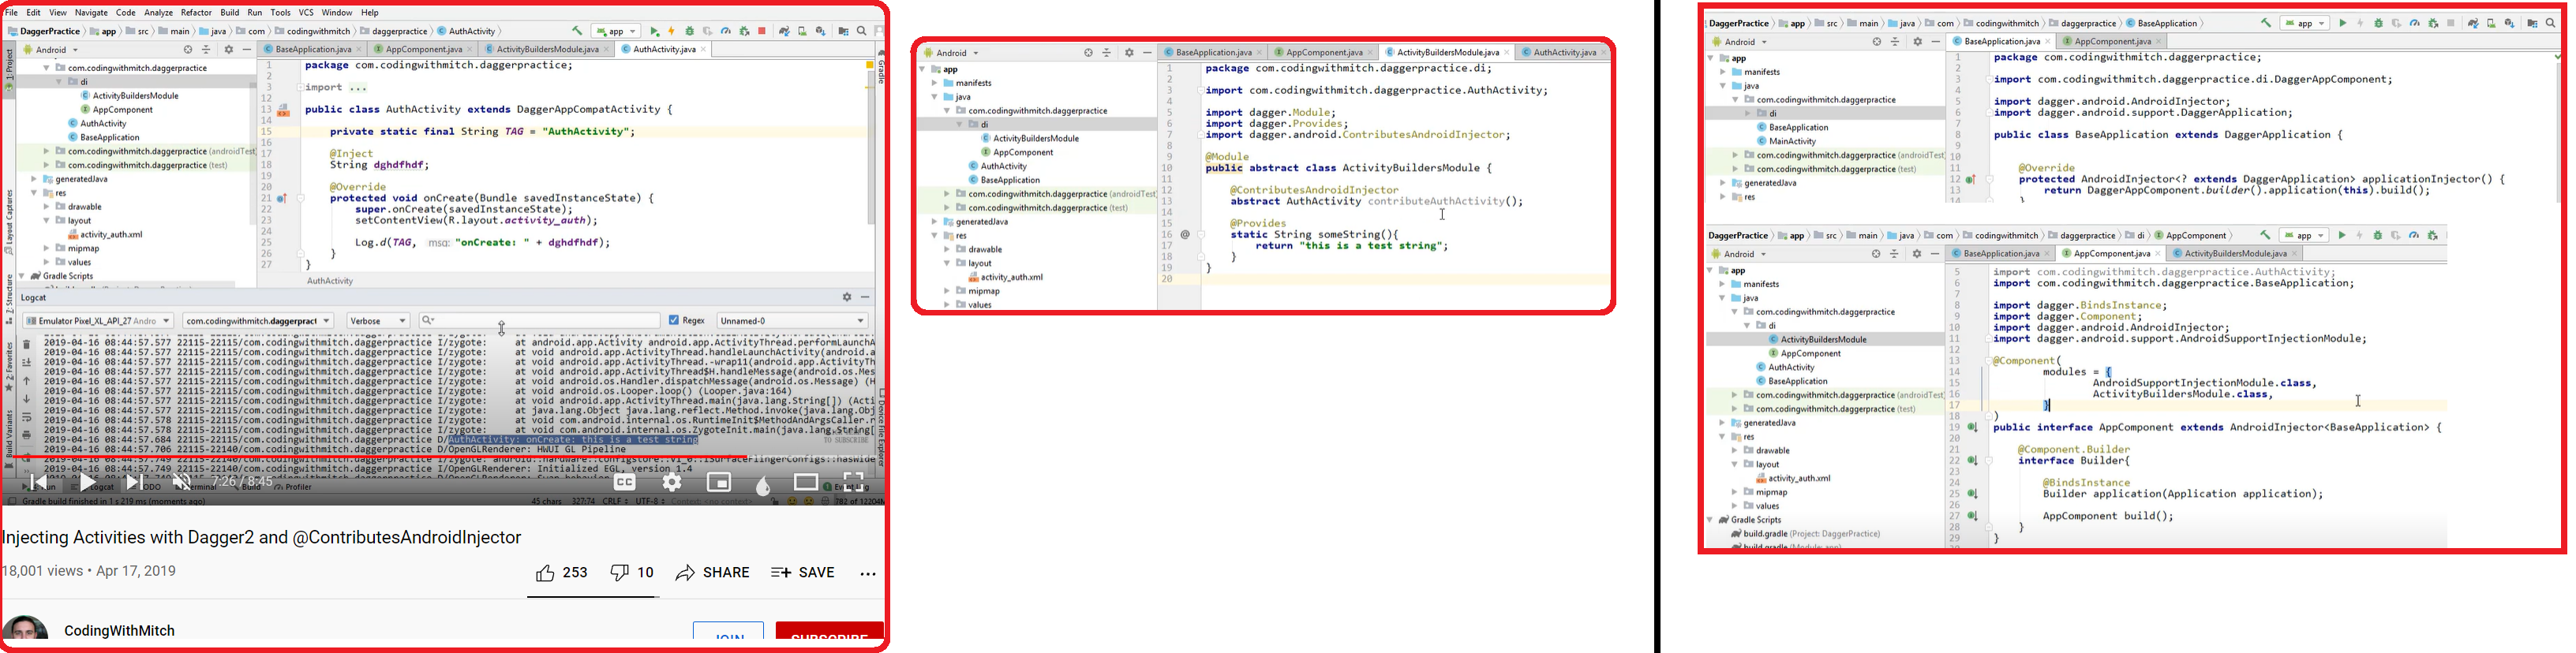 File Edit View Navigate Code Analyze Refactor Build Run Tools VCS Window Help
DaggerPractice app src main java com codingwithmitch daggerpractice AuthActivity app
Android
BaseApplication.java AppComponent.java ActivityBuildersModule.java AuthActivity.java
1: Project
Layout Captures
Z: Structure
2: Favorites
Build Variants
Gradle
Device File Explorer
com.codingwithmitch.daggerpractice
di
ActivityBuildersModule
AppComponent
AuthActivity
BaseApplication
com.codingwithmitch.daggerpractice (androidTest)
com.codingwithmitch.daggerpractice (test)
generatedJava
res
drawable
layout
activity_auth.xml
mipmap
values
Gradle Scripts
1 package com.codingwithmitch.daggerpractice;
2
3 import ...
12
13 public class AuthActivity extends DaggerAppCompatActivity {
14
15 private static final String TAG = "AuthActivity";
16
17 @Inject
18 String dghdfhdf;
19
20 @Override
21 protected void onCreate(Bundle savedInstanceState) {
22 super.onCreate(savedInstanceState);
23 setContentView(R.layout.activity_auth);
24
25 Log.d(TAG, msg: "onCreate: " + dghdfhdf);
26 }
27 }
AuthActivity
Logcat
Emulator Pixel_XL_API_27 Andro com.codingwithmitch.daggerpract Verbose Regex Unnamed-0
2019-04-16 08:44:57.577 22115-22115/com.codingwithmitch.daggerpractice I/zygote: at android.app.Activity android.app.ActivityThread.performLaunchA
2019-04-16 08:44:57.577 22115-22115/com.codingwithmitch.daggerpractice I/zygote: at void android.app.ActivityThread.handleLaunchActivity(android.a
2019-04-16 08:44:57.577 22115-22115/com.codingwithmitch.daggerpractice I/zygote: at void android.app.ActivityThread.-wrap11(android.app.ActivityTh
2019-04-16 08:44:57.577 22115-22115/com.codingwithmitch.daggerpractice I/zygote: at void android.app.ActivityThread$H.handleMessage(android.os.Mes
2019-04-16 08:44:57.577 22115-22115/com.codingwithmitch.daggerpractice I/zygote: at void android.os.Handler.dispatchMessage(android.os.Message) (H
2019-04-16 08:44:57.577 22115-22115/com.codingwithmitch.daggerpractice I/zygote: at void android.os.Looper.loop() (Looper.java:164)
2019-04-16 08:44:57.577 22115-22115/com.codingwithmitch.daggerpractice I/zygote: at void android.app.ActivityThread.main(java.lang.String[]) (Acti
2019-04-16 08:44:57.578 22115-22115/com.codingwithmitch.daggerpractice I/zygote: at java.lang.Object java.lang.reflect.Method.invoke(java.lang.Obj
2019-04-16 08:44:57.578 22115-22115/com.codingwithmitch.daggerpractice I/zygote: at void com.android.internal.os.RuntimeInit$MethodAndArgsCaller.r
2019-04-16 08:44:57.578 22115-22115/com.codingwithmitch.daggerpractice I/zygote: at void com.android.internal.os.ZygoteInit.main(java.lang.String[
2019-04-16 08:44:57.684 22115-22115/com.codingwithmitch.daggerpractice D/AuthActivity: onCreate: this is a test string
TO SUBSCRIBE
2019-04-16 08:44:57.706 22115-22140/com.codingwithmitch.daggerpractice D/OpenGLRenderer: HWUI GL Pipeline
2019-04-16 08:44:57.749 22115-22140/com.codingwithmitch.daggerpractice I/OpenGLRenderer: Initialized EGL, version 1.4
7:26 / 8:45 CC
Logcat TODO Terminal Build Profiler Event Log
Gradle build finished in 1 s 219 ms (moments ago) 45 chars 327:74 CRLF UTF-8 Context: <no context> 782 of 12204M
Injecting Activities with Dagger2 and @ContributesAndroidInjector
18,001 views • Apr 17, 2019
253 10 SHARE SAVE ...
CodingWithMitch
JOIN SUBSCRIBE
Android
BaseApplication.java AppComponent.java ActivityBuildersModule.java AuthActivity.java
app
manifests
java
com.codingwithmitch.daggerpractice
di
ActivityBuildersModule
AppComponent
AuthActivity
BaseApplication
com.codingwithmitch.daggerpractice (androidTest)
com.codingwithmitch.daggerpractice (test)
generatedJava
res
drawable
layout
activity_auth.xml
mipmap
values
1 package com.codingwithmitch.daggerpractice.di;
2
3 import com.codingwithmitch.daggerpractice.AuthActivity;
4
5 import dagger.Module;
6 import dagger.Provides;
7 import dagger.android.ContributesAndroidInjector;
8
9 @Module
10 public abstract class ActivityBuildersModule {
11
12 @ContributesAndroidInjector
13 abstract AuthActivity contributeAuthActivity();
14
15 @Provides
16 @ static String someString(){
17 return "this is a test string";
18 }
19 }
20
DaggerPractice app src main java com codingwithmitch daggerpractice BaseApplication app
Android
BaseApplication.java AppComponent.java
app
manifests
java
com.codingwithmitch.daggerpractice
di
BaseApplication
MainActivity
com.codingwithmitch.daggerpractice (androidTest
com.codingwithmitch.daggerpractice (test)
generatedJava
res
1 package com.codingwithmitch.daggerpractice;
2
3 import com.codingwithmitch.daggerpractice.di.DaggerAppComponent;
4
5 import dagger.android.AndroidInjector;
6 import dagger.android.support.DaggerApplication;
7
8 public class BaseApplication extends DaggerApplication {
9
10
11 @Override
12 protected AndroidInjector<? extends DaggerApplication> applicationInjector() {
13 return DaggerAppComponent.builder().application(this).build();
14 }
DaggerPractice app src main java com codingwithmitch daggerpractice di AppComponent app
Android
BaseApplication.java AppComponent.java ActivityBuildersModule.java
app
manifests
java
com.codingwithmitch.daggerpractice
di
ActivityBuildersModule
AppComponent
AuthActivity
BaseApplication
com.codingwithmitch.daggerpractice (androidTest
com.codingwithmitch.daggerpractice (test)
generatedJava
res
drawable
layout
activity_auth.xml
mipmap
values
Gradle Scripts
build.gradle (Project: DaggerPractice)
5 import com.codingwithmitch.daggerpractice.AuthActivity;
6 import com.codingwithmitch.daggerpractice.BaseApplication;
7
8 import dagger.BindsInstance;
9 import dagger.Component;
10 import dagger.android.AndroidInjector;
11 import dagger.android.support.AndroidSupportInjectionModule;
12
13 @Component(
14 modules = {
15 AndroidSupportInjectionModule.class,
16 ActivityBuildersModule.class,
17 }
18 )
19 public interface AppComponent extends AndroidInjector<BaseApplication> {
20
21 @Component.Builder
22 interface Builder{
23
24 @BindsInstance
25 Builder application(Application application);
26
27 AppComponent build();
28 }
29 }